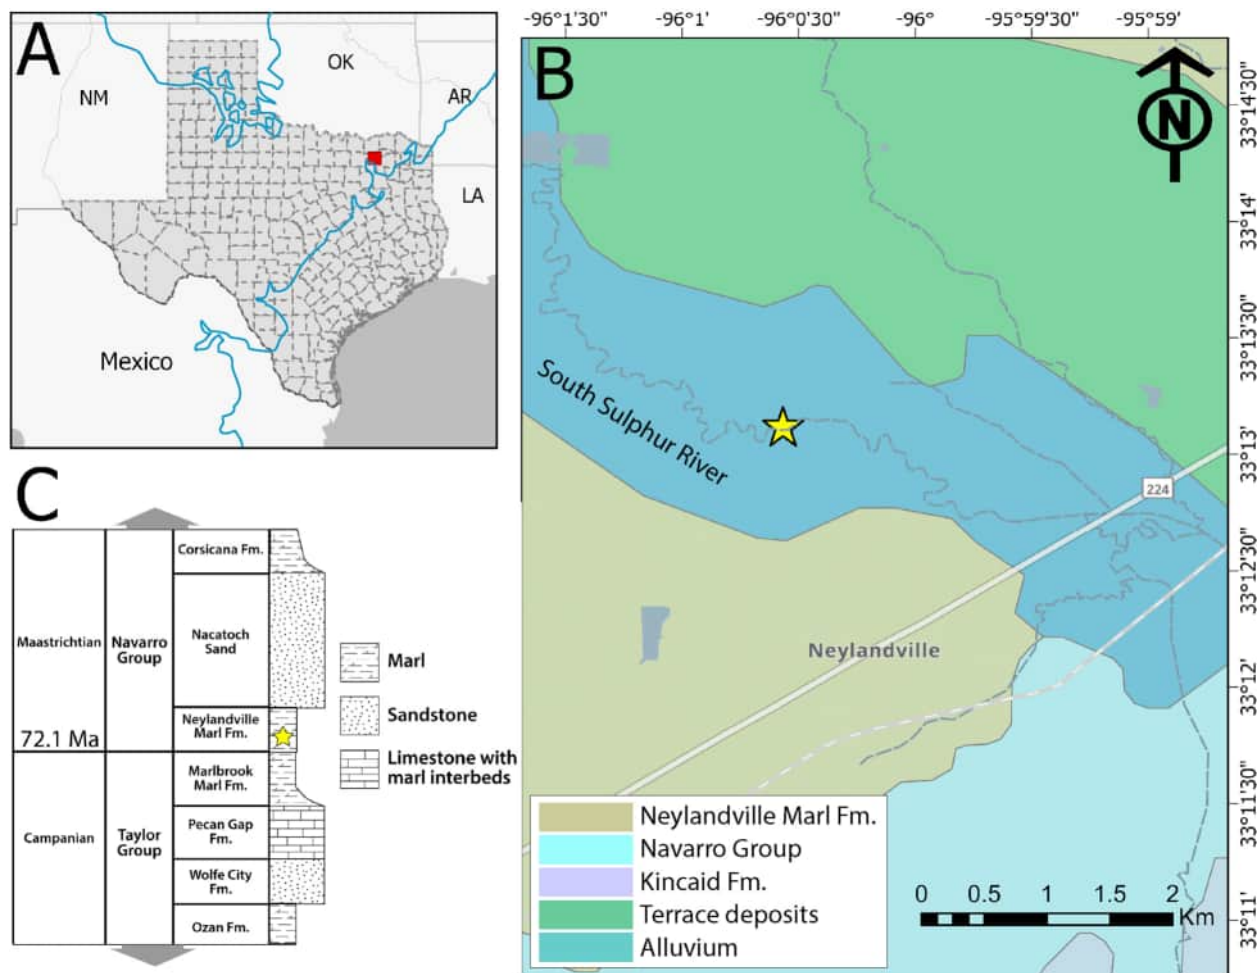 A
NM
OK
AR
LA
Mexico
B
-96°1'30"
-96°1'
-96°0'30"
-96°
-95°59'30"
-95°59'
N
33°14'30"
33°14'
33°13'30"
33°13'
33°12'30"
33°12'
33°11'30"
33°11'
South Sulphur River
224
Neylandville
Neylandville Marl Fm.
Navarro Group
Kincaid Fm.
Terrace deposits
Alluvium
0 0.5 1 1.5 2
Km
C
Maastrichtian
72.1 Ma
Campanian
Navarro
Group
Taylor
Group
Corsicana Fm.
Nacatoch
Sand
Neylandville
Marl Fm.
Marlbrook
Marl Fm.
Pecan Gap
Fm.
Wolfe City
Fm.
Ozan Fm.
Marl
Sandstone
Limestone with
marl interbeds